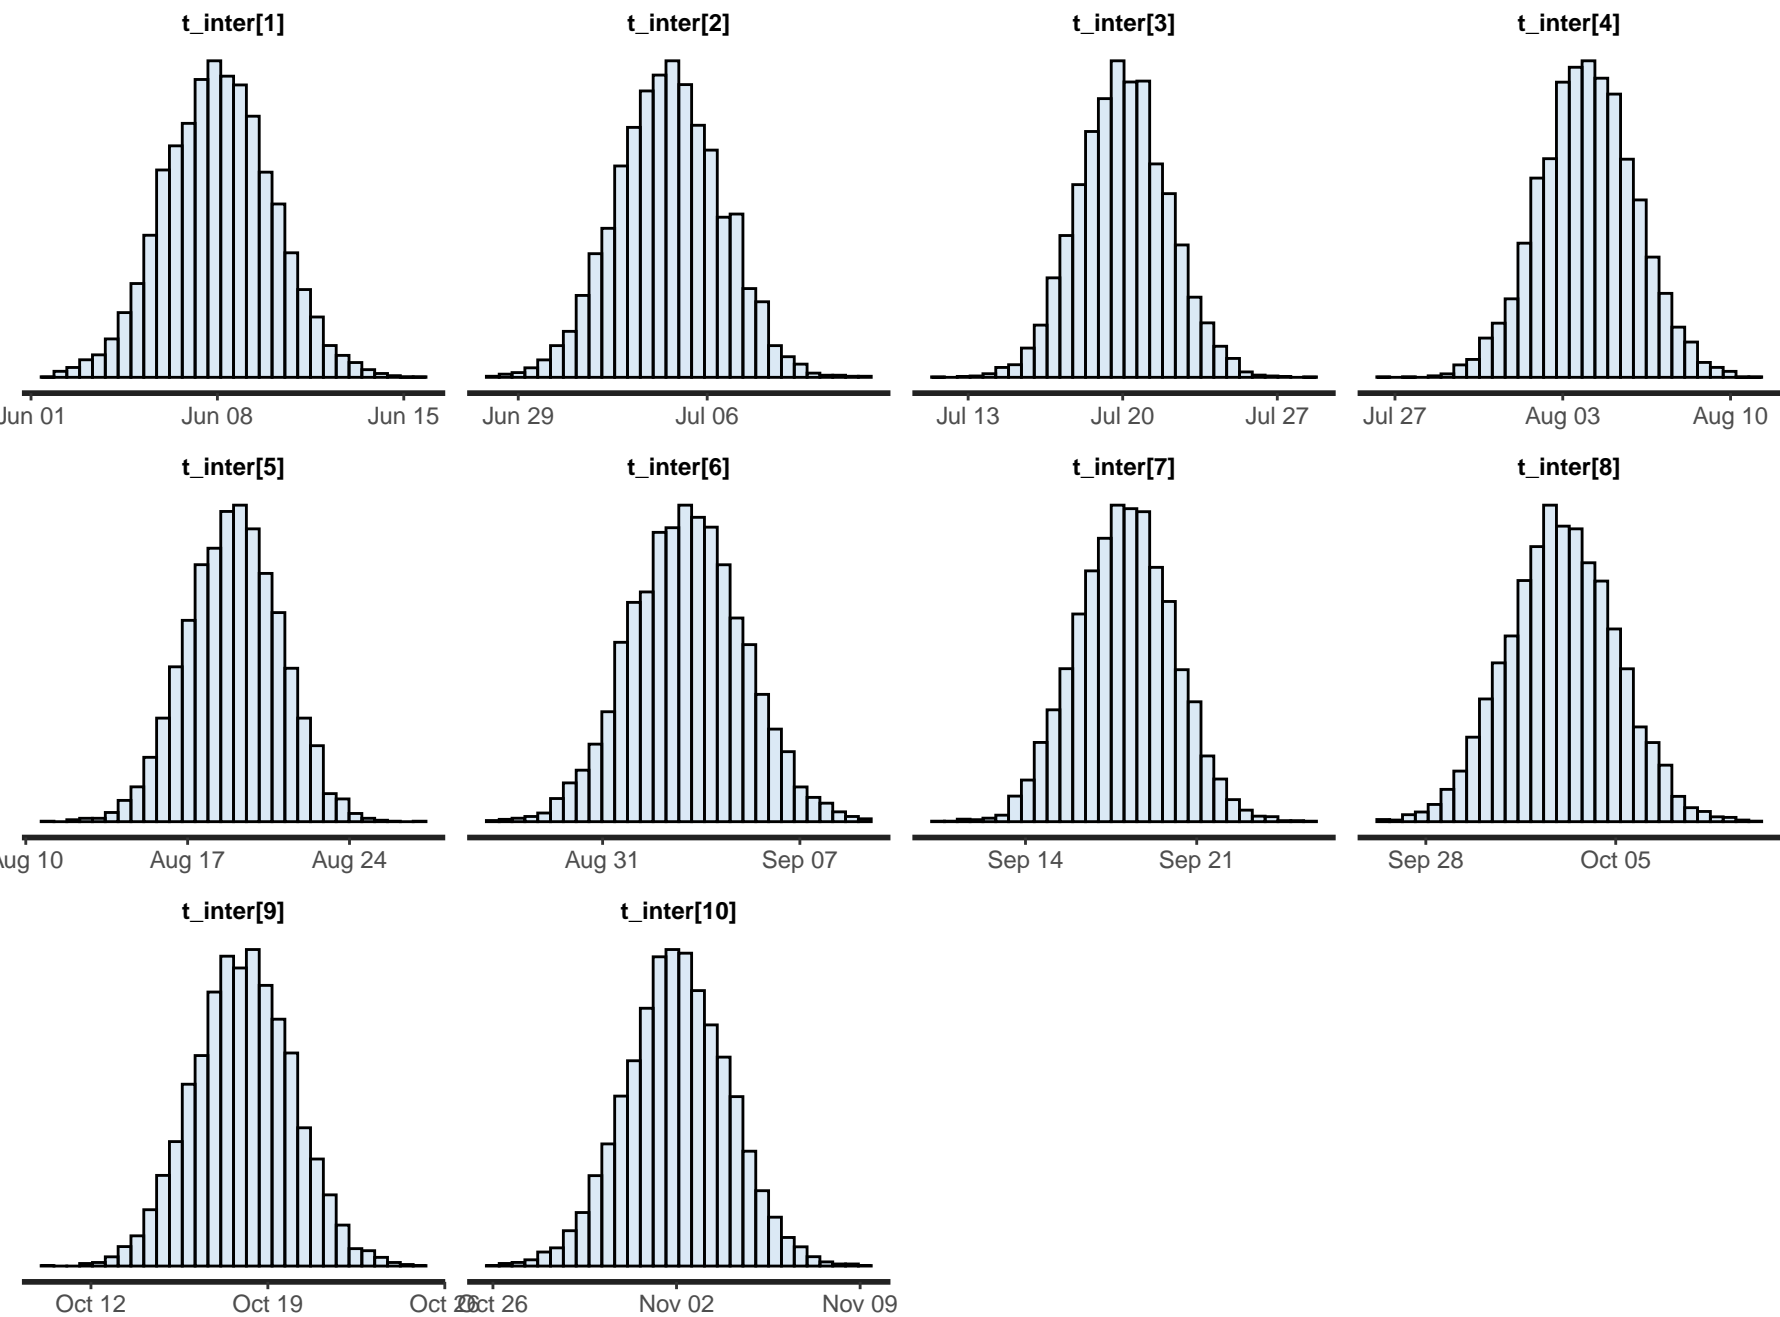 t_inter[1] t_inter[2] t_inter[3] t_inter[4]
Jun 01 Jun 08 Jun 15 Jun 29 Jul 06 Jul 13 Jul 20 Jul 27 Jul 27 Aug 03 Aug 10
t_inter[5] t_inter[6] t_inter[7] t_inter[8]
Aug 10 Aug 17 Aug 24 Aug 31 Sep 07 Sep 14 Sep 21 Sep 28 Oct 05
t_inter[9] t_inter[10]
Oct 12 Oct 19 Oct 26 Oct 26 Nov 02 Nov 09